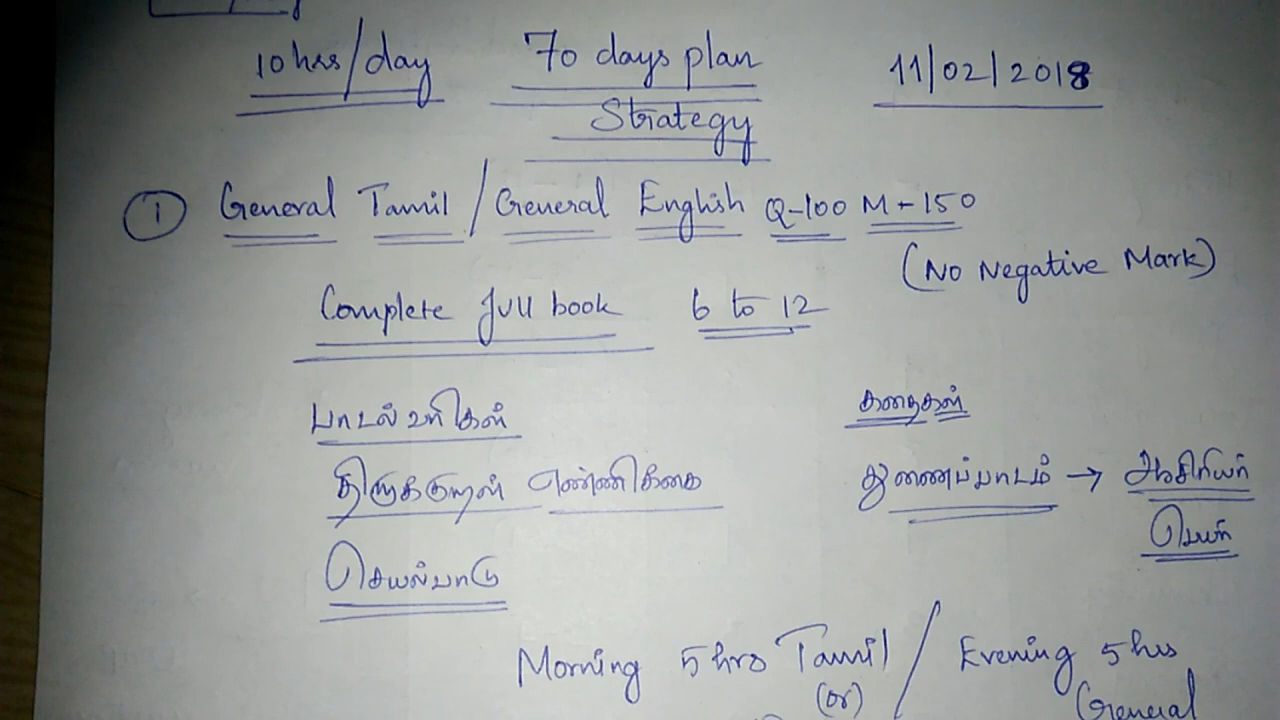 10 hrs/day 70 days plan 11/02/2018
Strategy
① General Tamil / General English Q-100 M-150
(No Negative Mark)
Complete full book 6 to 12
பாடல் வரிகள் கதைகள்
திருக்குறள் எண்ணிக்கை துணைப்பாடம் → ஆசிரியர்
பெயர்
செயல்பாடு
Morning 5 hrs Tamil / Evening 5 hrs
(or) General